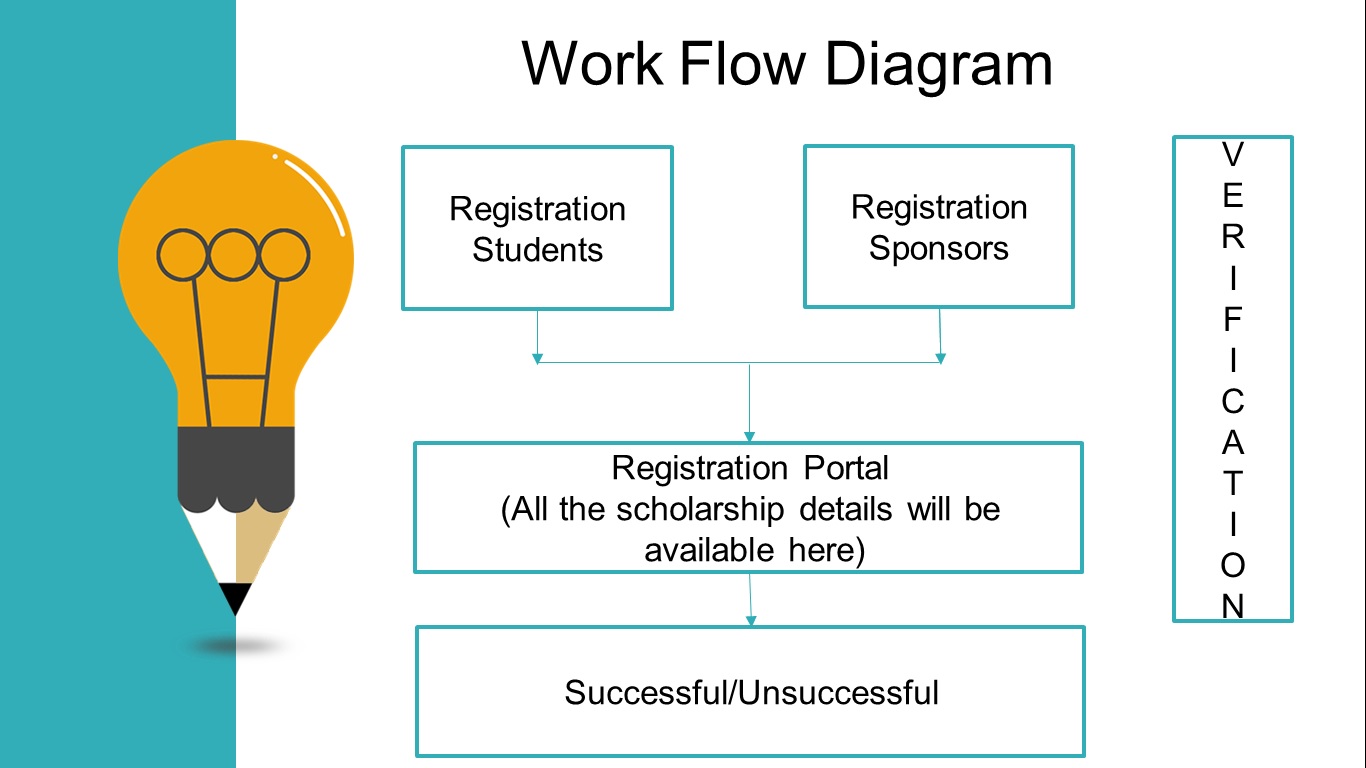 Work Flow Diagram
Registration
Students
Registration
Sponsors
Registration Portal
(All the scholarship details will be
available here)
Successful/Unsuccessful
V
E
R
I
F
I
C
A
T
I
O
N